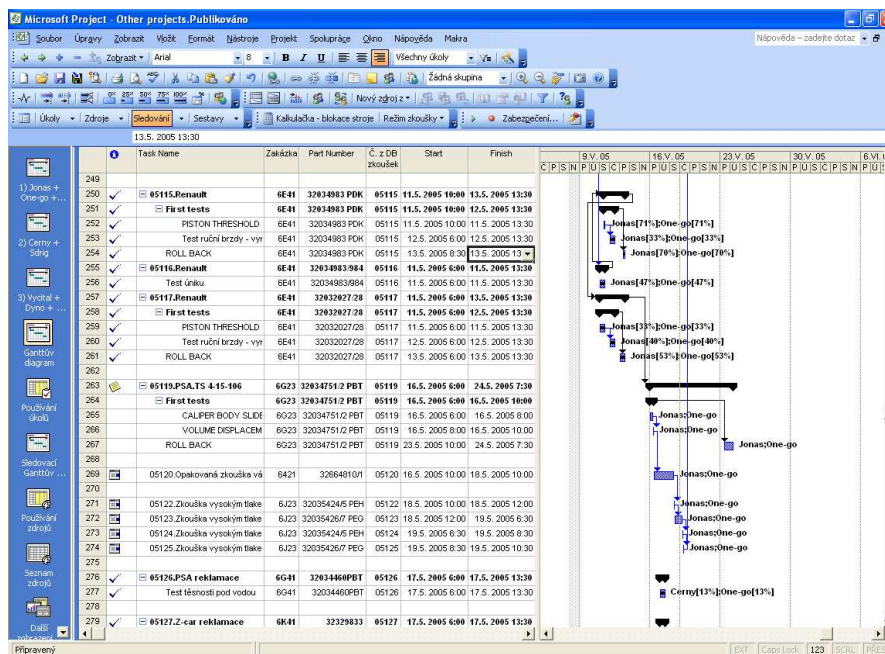 Microsoft Project - Other projects.Publikováno
Soubor Úpravy Zobrazit Vložit Formát Nástroje Projekt Spolupráce Okno Nápověda Makra Nápověda – zadejte dotaz
Zobrazit Arial 8 B I U Všechny úkoly
Žádná skupina
0% 25% 50% 75% 100% Nový zdroj z
Úkoly Zdroje Sledování Sestavy Kalkulačka - blokace stroje Režim zkoušky Zabezpečení...
13.5. 2005 13:30
Task Name Zakázka Part Number Č. z DB zkoušek Start Finish 9.V. 05 16.V. 05 23.V. 05 30.V. 05 6.VI.
Č P S N P Ú S Č P S N P Ú S Č P S N P Ú S Č P S N P Ú S Č P S N P Ú
249
250 05115.Renault 6E41 32034983 PDK 05115 11.5. 2005 10:00 13.5. 2005 13:30
251 First tests 6E41 32034983 PDK 05115 11.5. 2005 10:00 12.5. 2005 13:30
252 PISTON THRESHOLD 6E41 32034983 PDK 05115 11.5. 2005 10:00 11.5. 2005 13:30 Jonas[71%];One-go[71%]
253 Test ruční brzdy - vyr 6E41 32034983 PDK 05115 12.5. 2005 6:00 12.5. 2005 13:30 Jonas[33%];One-go[33%]
254 ROLL BACK 6E41 32034983 PDK 05115 13.5. 2005 8:30 13.5. 2005 13 Jonas[70%];One-go[70%]
255 05116.Renault 6E41 32034983/984 05116 11.5. 2005 6:00 11.5. 2005 13:30
256 Test úniku 6E41 32034983/984 05116 11.5. 2005 6:00 11.5. 2005 13:30 Jonas[47%];One-go[47%]
257 05117.Renault 6E41 32032027/28 05117 11.5. 2005 6:00 13.5. 2005 13:30
258 First tests 6E41 32032027/28 05117 11.5. 2005 6:00 12.5. 2005 13:30
259 PISTON THRESHOLD 6E41 32032027/28 05117 11.5. 2005 6:00 11.5. 2005 13:30 Jonas[33%];One-go[33%]
260 Test ruční brzdy - vyr 6E41 32032027/28 05117 12.5. 2005 6:00 12.5. 2005 13:30 Jonas[40%];One-go[40%]
261 ROLL BACK 6E41 32032027/28 05117 13.5. 2005 6:00 13.5. 2005 13:30 Jonas[53%];One-go[53%]
262
263 05119.PSA.TS 4-15-106 6G23 32034751/2 PBT 05119 16.5. 2005 6:00 24.5. 2005 7:30
264 First tests 6G23 32034751/2 PBT 05119 16.5. 2005 6:00 16.5. 2005 10:00
265 CALIPER BODY SLIDE 6G23 32034751/2 PBT 05119 16.5. 2005 6:00 16.5. 2005 8:00 Jonas;One-go
266 VOLUME DISPLACEM 6G23 32034751/2 PBT 05119 16.5. 2005 8:00 16.5. 2005 10:00 Jonas;One-go
267 ROLL BACK 6G23 32034751/2 PBT 05119 23.5. 2005 10:00 24.5. 2005 7:30 Jonas;One-go
268
269 05120.Opakovaná zkouška vá 6421 32664810/1 05120 16.5. 2005 10:00 18.5. 2005 10:00 Jonas;One-go
270
271 05122.Zkouška vysokým tlake 6J23 32035424/5 PEH 05122 18.5. 2005 10:00 18.5. 2005 12:00 Jonas;One-go
272 05123.Zkouška vysokým tlake 6J23 32035426/7 PEG 05123 18.5. 2005 12:00 19.5. 2005 6:30 Jonas;One-go
273 05124.Zkouška vysokým tlake 6J23 32035424/5 PEH 05124 19.5. 2005 6:30 19.5. 2005 8:30 Jonas;One-go
274 05125.Zkouška vysokým tlake 6J23 32035426/7 PEG 05125 19.5. 2005 8:30 19.5. 2005 10:30 Jonas;One-go
275
276 05126.PSA reklamace 6G41 32034460PBT 05126 17.5. 2005 6:00 17.5. 2005 13:30
277 Test těsnosti pod vodou 6G41 32034460PBT 05126 17.5. 2005 6:00 17.5. 2005 13:30 Cerny[13%];One-go[13%]
278
279 05127.Z-car reklamace 6K41 32329833 05127 17.5. 2005 6:00 17.5. 2005 13:30
1) Jonas +
One-go +...
2) Cerny +
Sdrig
3) Vycital +
Dyno + ...
Ganttův
diagram
Používání
úkolů
Sledovací
Ganttův ...
Používání
zdrojů
Seznam
zdrojů
Další
zobrazení
Připravený EXT Caps Lock 123 SCRL PŘES